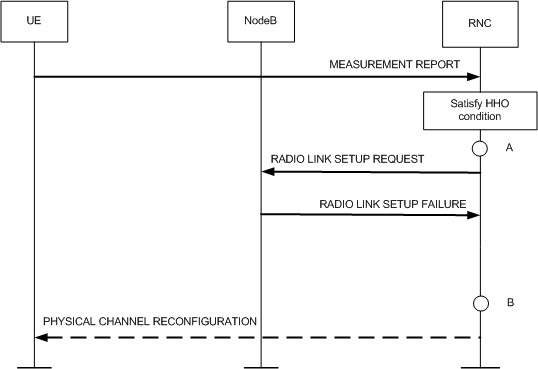 UE
NodeB
RNC
MEASUREMENT REPORT
Satisfy HHO
condition
A
RADIO LINK SETUP REQUEST
RADIO LINK SETUP FAILURE
B
PHYSICAL CHANNEL RECONFIGURATION